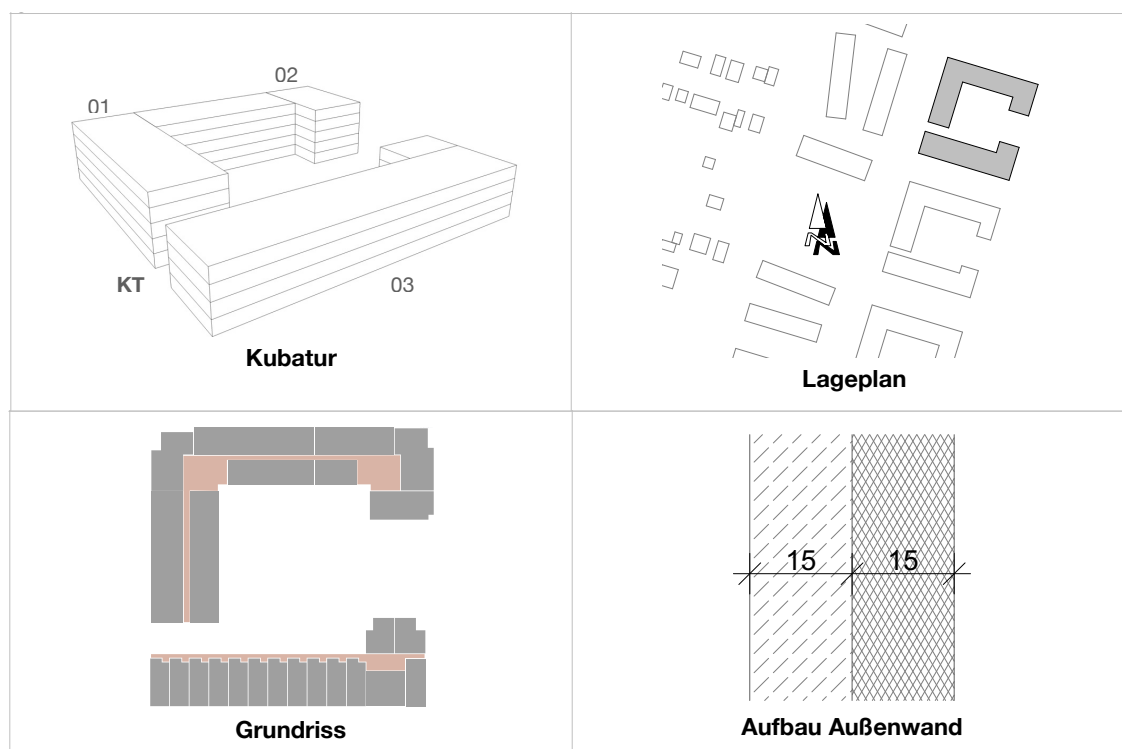 01
02
KT
03
Kubatur
N
Lageplan
Grundriss
15 15
Aufbau Außenwand